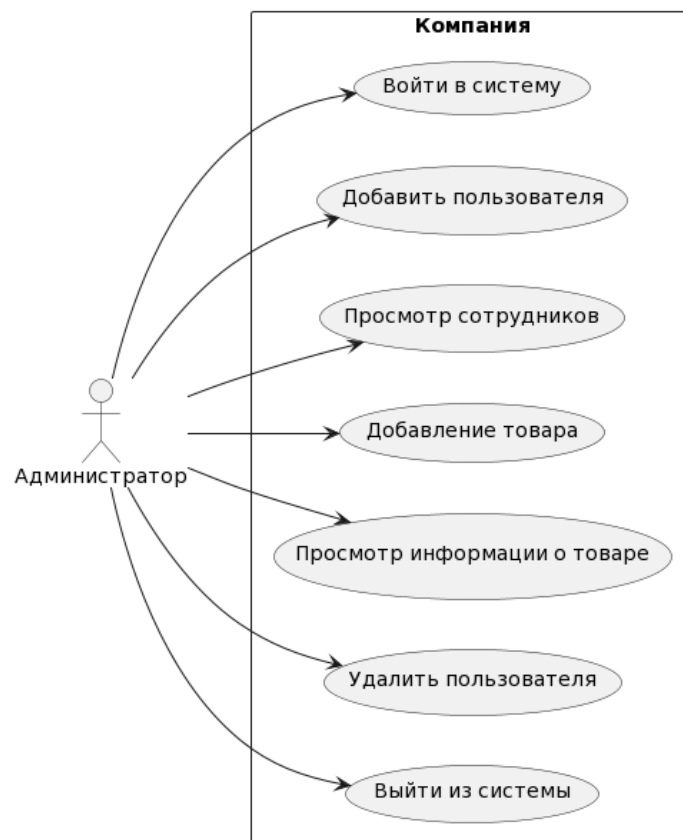 Компания
Войти в систему
Добавить пользователя
Просмотр сотрудников
Добавление товара
Администратор
Просмотр информации о товаре
Удалить пользователя
Выйти из системы